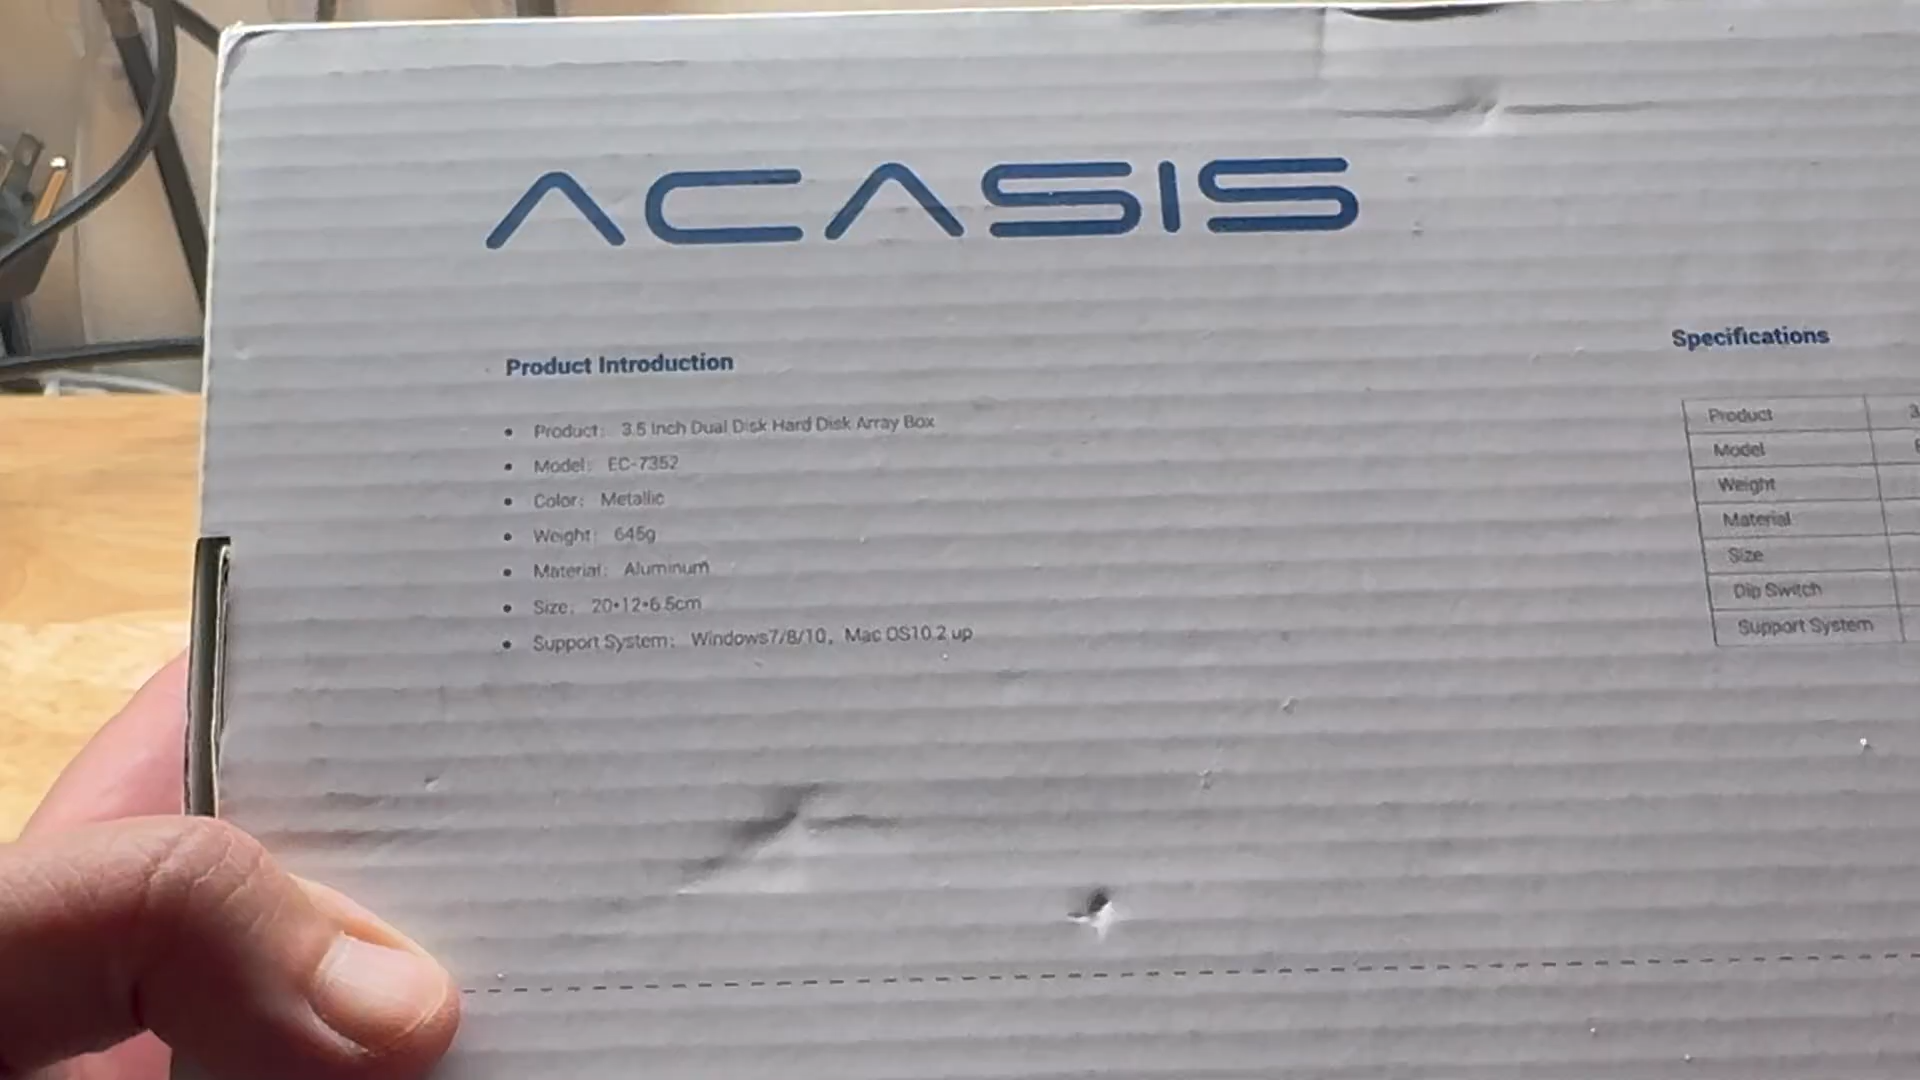 ACASIS
Product Introduction
• Product: 3.5 Inch Dual Disk Hard Disk Array Box
• Model: EC-7352
• Color: Metallic
• Weight: 645g
• Material: Aluminum
• Size: 20*12*6.5cm
• Support System: Windows7/8/10, Mac OS10.2 up
Specifications
Product
Model
Weight
Material
Size
Dip Switch
Support System